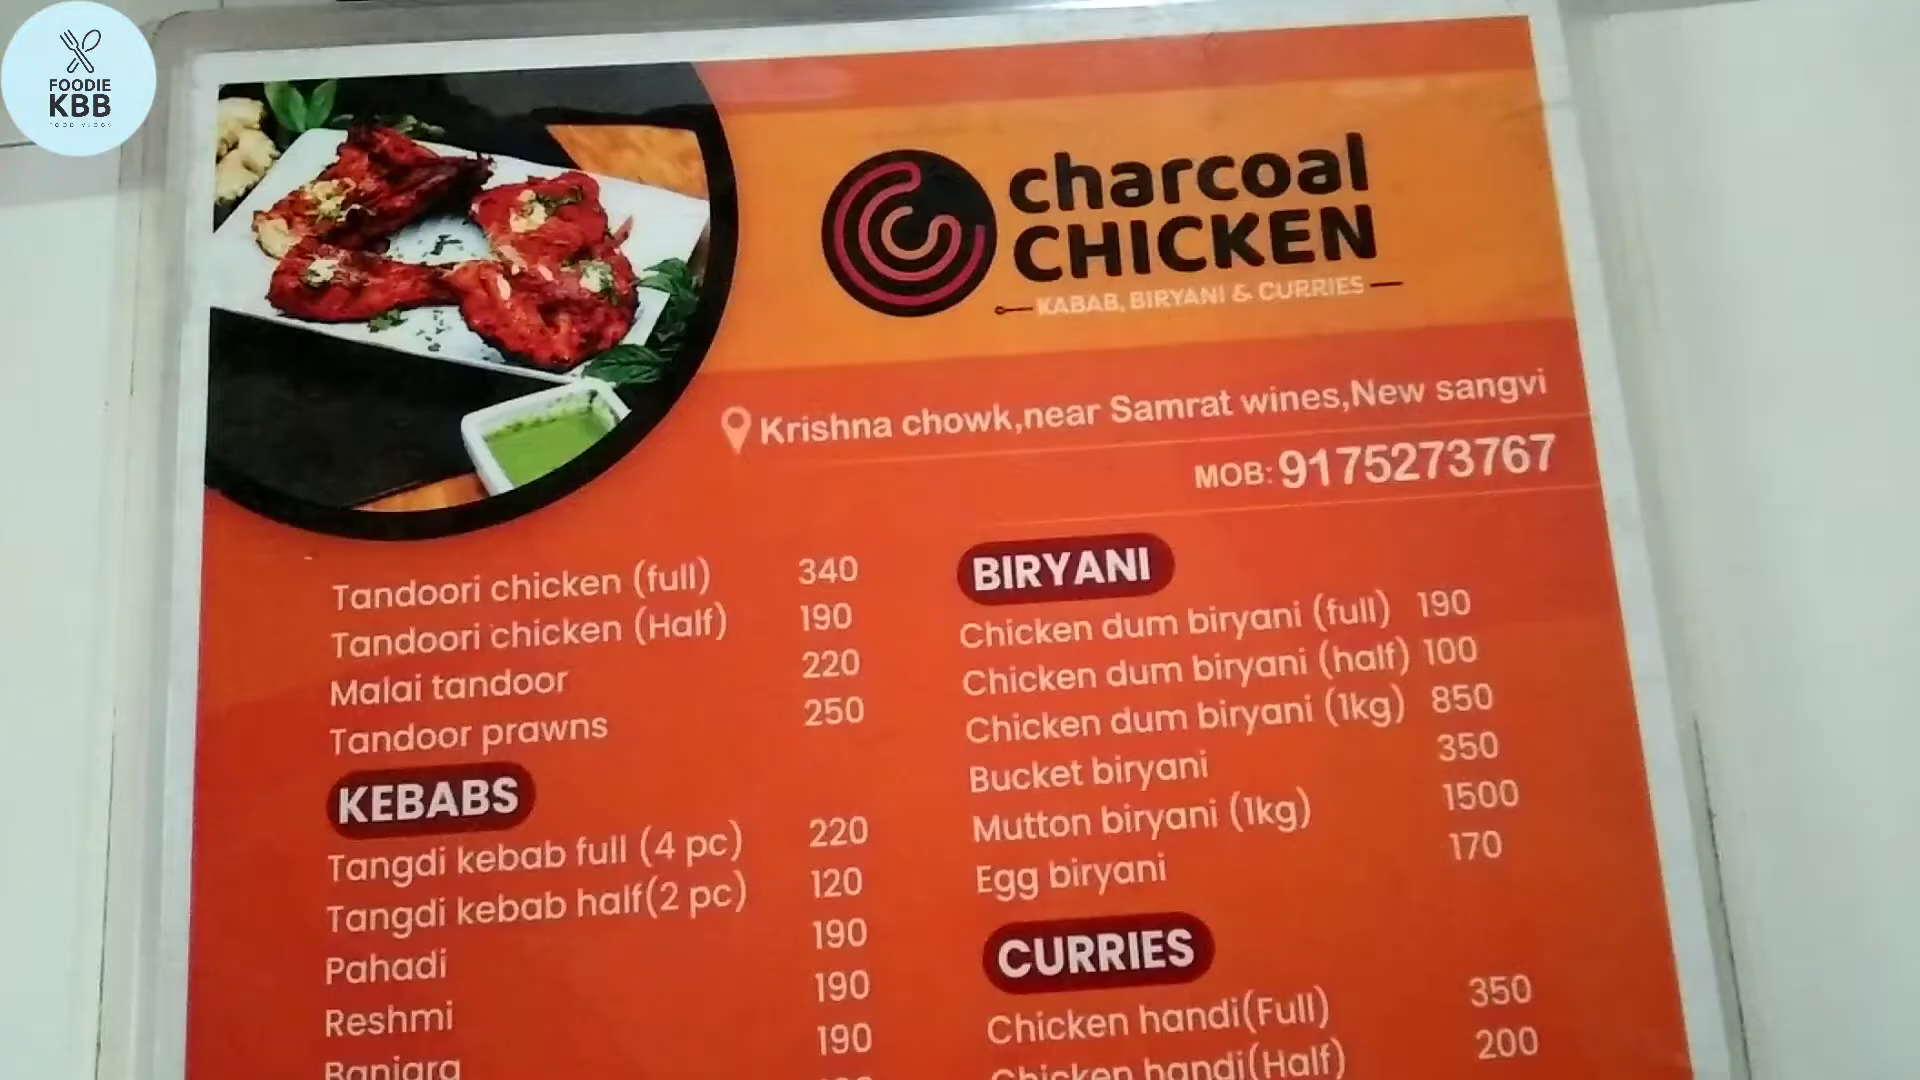 FOODIE
KBB
charcoal
CHICKEN
KABAB, BIRYANI & CURRIES
Krishna chowk,near Samrat wines,New sangvi
MOB: 9175273767
Tandoori chicken (full) 340
Tandoori chicken (Half) 190
Malai tandoor 220
Tandoor prawns 250
KEBABS
Tangdi kebab full (4 pc) 220
Tangdi kebab half(2 pc) 120
Pahadi 190
Reshmi 190
Banjara 190
BIRYANI
Chicken dum biryani (full) 190
Chicken dum biryani (half) 100
Chicken dum biryani (1kg) 850
Bucket biryani 350
Mutton biryani (1kg) 1500
Egg biryani 170
CURRIES
Chicken handi(Full) 350
Chicken handi(Half) 200